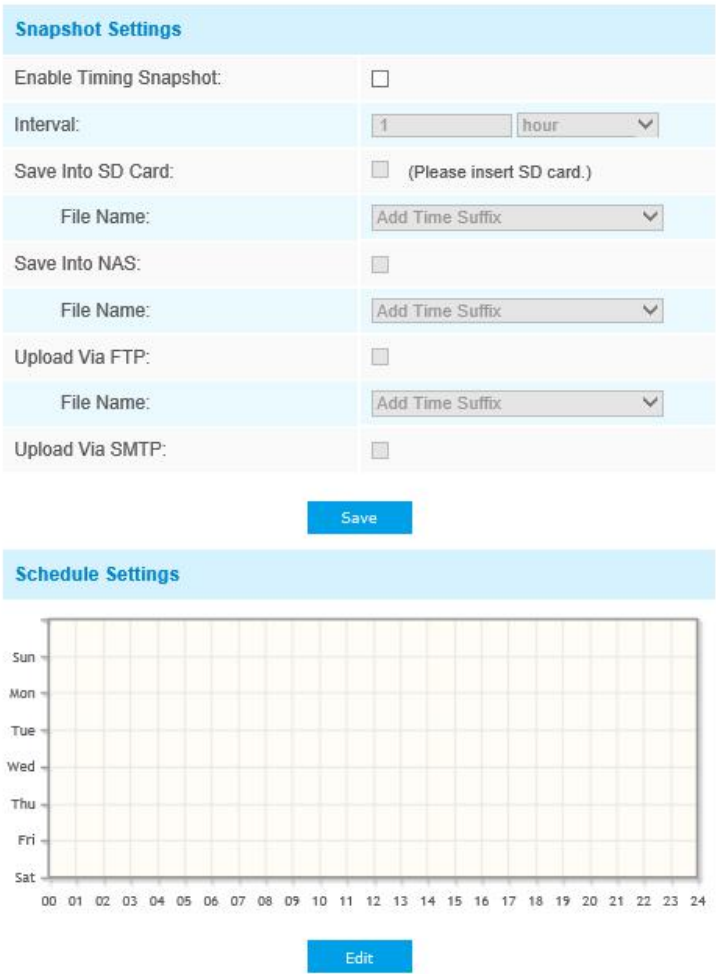 Snapshot Settings
Enable Timing Snapshot:
Interval: 1 hour
Save Into SD Card: (Please insert SD card.)
File Name: Add Time Suffix
Save Into NAS:
File Name: Add Time Suffix
Upload Via FTP:
File Name: Add Time Suffix
Upload Via SMTP:
Save
Schedule Settings
Sun
Mon
Tue
Wed
Thu
Fri
Sat
00 01 02 03 04 05 06 07 08 09 10 11 12 13 14 15 16 17 18 19 20 21 22 23 24
Edit